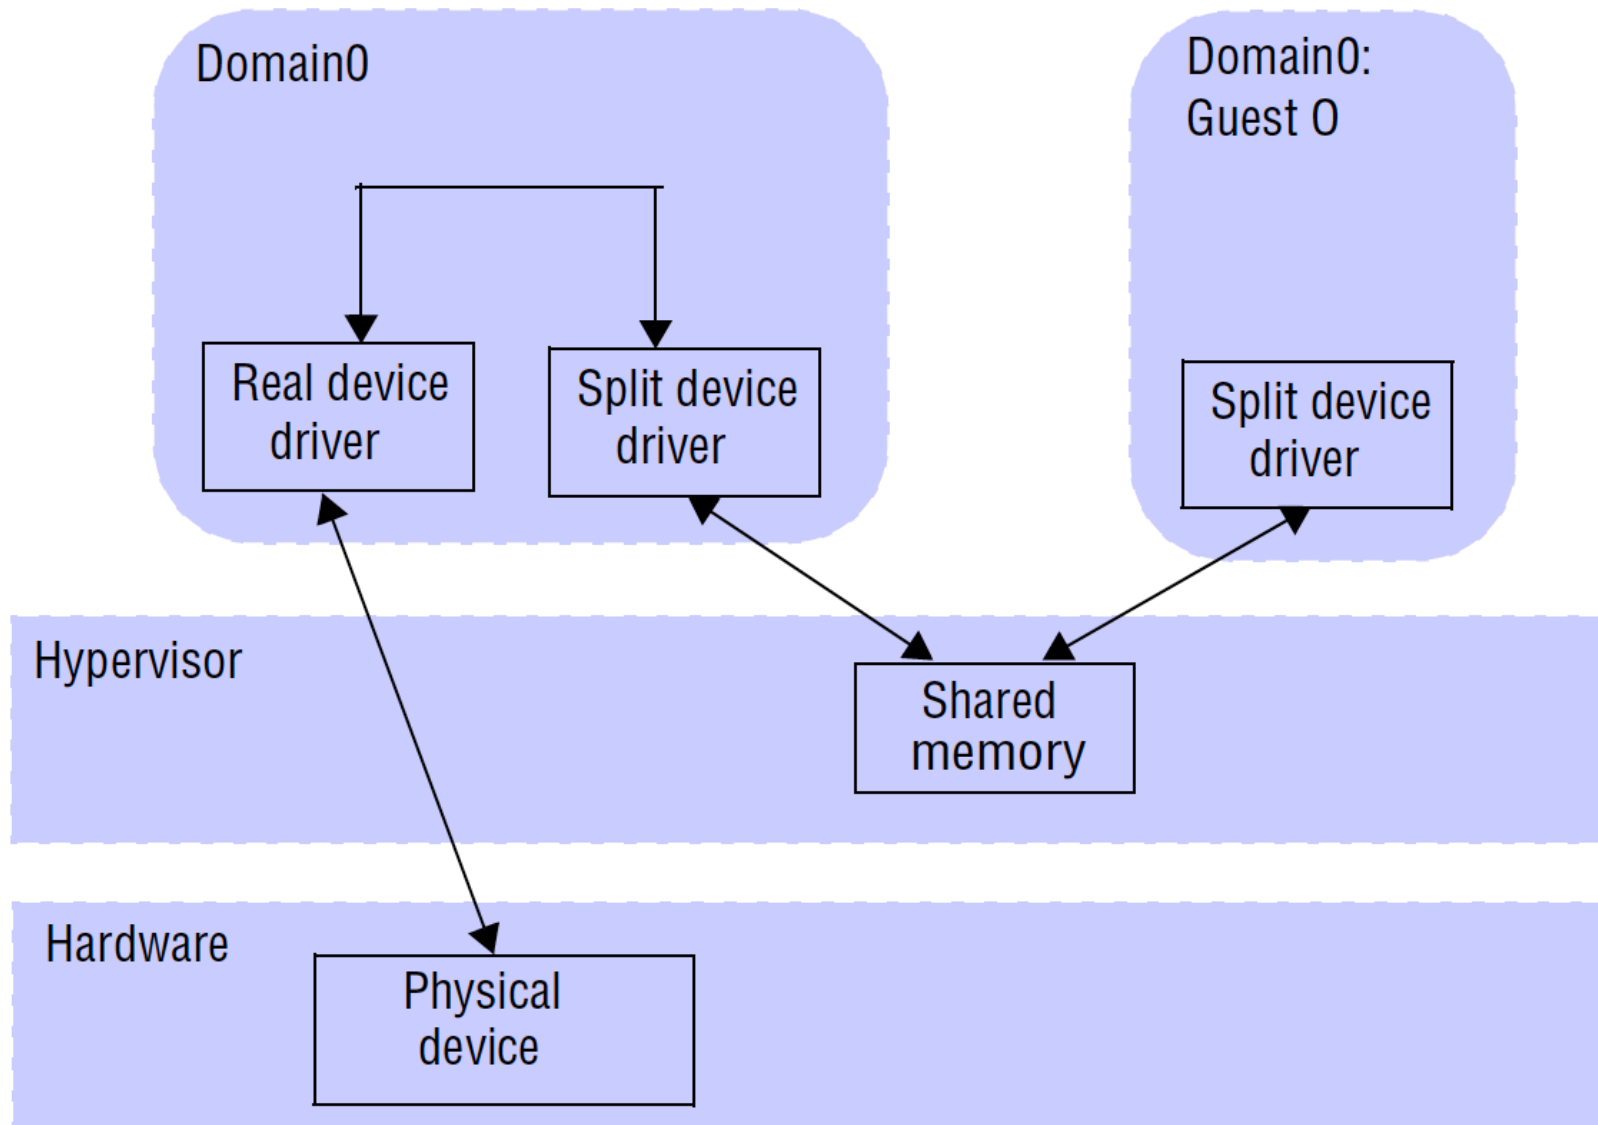 Domain0
Domain0:
Guest O
Real device
driver
Split device
driver
Split device
driver
Hypervisor
Shared
memory
Hardware
Physical
device